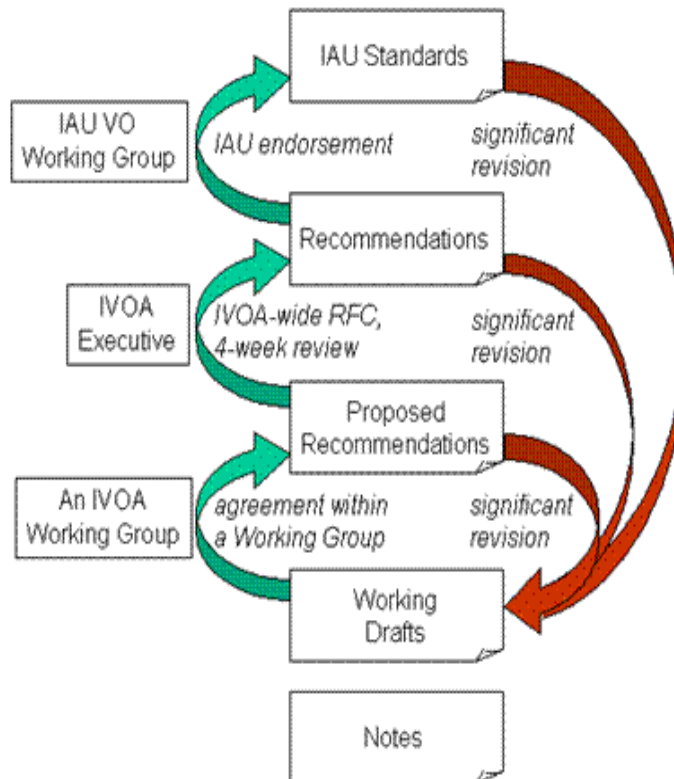 IAU Standards
IAU VO
Working Group
IAU endorsement
significant
revision
Recommendations
IVOA
Executive
IVOA-wide RFC,
4-week review
significant
revision
Proposed
Recommendations
An IVOA
Working Group
agreement within
a Working Group
significant
revision
Working
Drafts
Notes